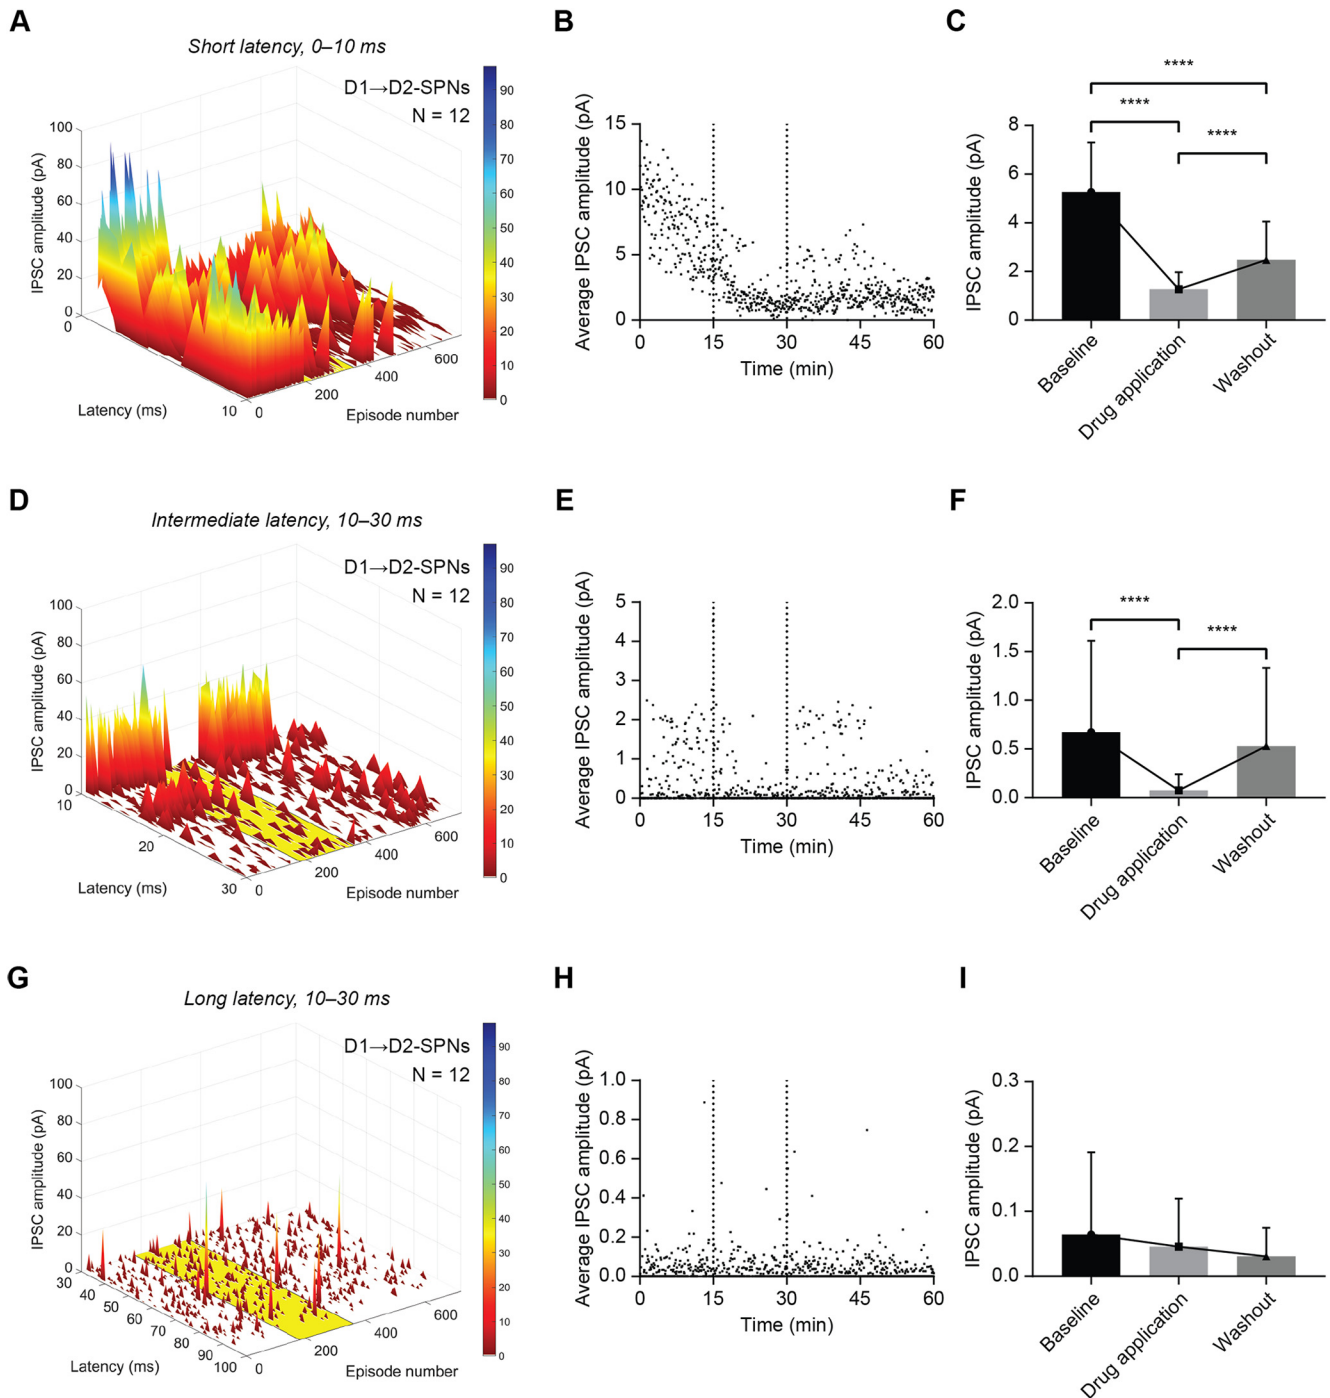 A
Short latency, 0–10 ms
D1→D2-SPNs
N = 12
IPSC amplitude (pA)
100
80
60
40
20
0
0
Latency (ms)
10
0
200
400
600
Episode number
90
80
70
60
50
40
30
20
10
0
B
Average IPSC amplitude (pA)
15
10
5
0
0 15 30 45 60
Time (min)
C
**** 
****
****
IPSC amplitude (pA)
8
6
4
2
0
Baseline
Drug application
Washout
D
Intermediate latency, 10–30 ms
D1→D2-SPNs
N = 12
IPSC amplitude (pA)
100
80
60
40
20
0
10
20
30
Latency (ms)
0
200
400
600
Episode number
90
80
70
60
50
40
30
20
10
0
E
Average IPSC amplitude (pA)
5
4
3
2
1
0
0 15 30 45 60
Time (min)
F
****
****
IPSC amplitude (pA)
2.0
1.5
1.0
0.5
0.0
Baseline
Drug application
Washout
G
Long latency, 10–30 ms
D1→D2-SPNs
N = 12
IPSC amplitude (pA)
100
80
60
40
20
0
30
40
50
60
70
80
90
100
Latency (ms)
0
200
400
600
Episode number
90
80
70
60
50
40
30
20
10
0
H
Average IPSC amplitude (pA)
1.0
0.8
0.6
0.4
0.2
0.0
0 15 30 45 60
Time (min)
I
IPSC amplitude (pA)
0.3
0.2
0.1
0.0
Baseline
Drug application
Washout